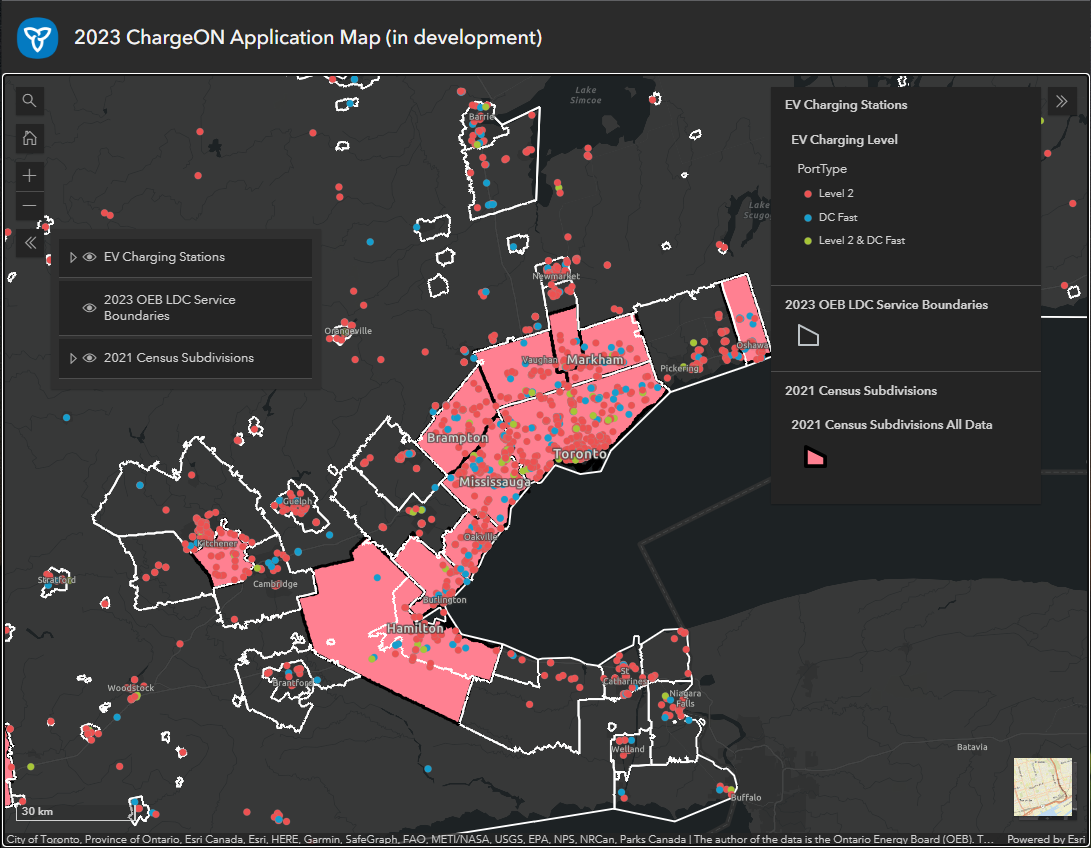 2023 ChargeON Application Map (in development)
Lake
Simcoe
Barrie
Lake
Scugo
Newmarket
Orangeville
Vaughan
Markham
Pickering
Oshawa
Brampton
Toronto
Mississauga
Guelph
Oakville
Kitchener
Stratford
Cambridge
Burlington
Hamilton
Woodstock
Brantford
St.
Catharines
Niagara
Falls
Welland
Batavia
Buffalo
EV Charging Stations
2023 OEB LDC Service
Boundaries
2021 Census Subdivisions
EV Charging Stations
EV Charging Level
PortType
Level 2
DC Fast
Level 2 & DC Fast
2023 OEB LDC Service Boundaries
2021 Census Subdivisions
2021 Census Subdivisions All Data
30 km
City of Toronto, Province of Ontario, Esri Canada, Esri, HERE, Garmin, SafeGraph, FAO, METI/NASA, USGS, EPA, NPS, NRCan, Parks Canada | The author of the data is the Ontario Energy Board (OEB). T... Powered by Esri